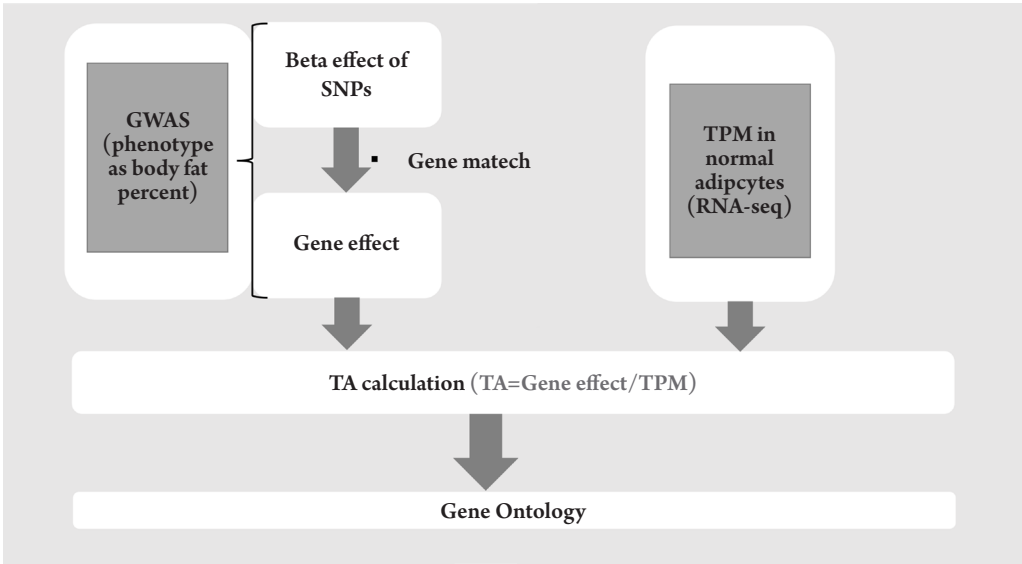 GWAS
(phenotype
as body fat
percent)
Beta effect of
SNPs
Gene matech
Gene effect
TPM in
normal
adipcytes
(RNA-seq)
TA calculation (TA=Gene effect/TPM)
Gene Ontology